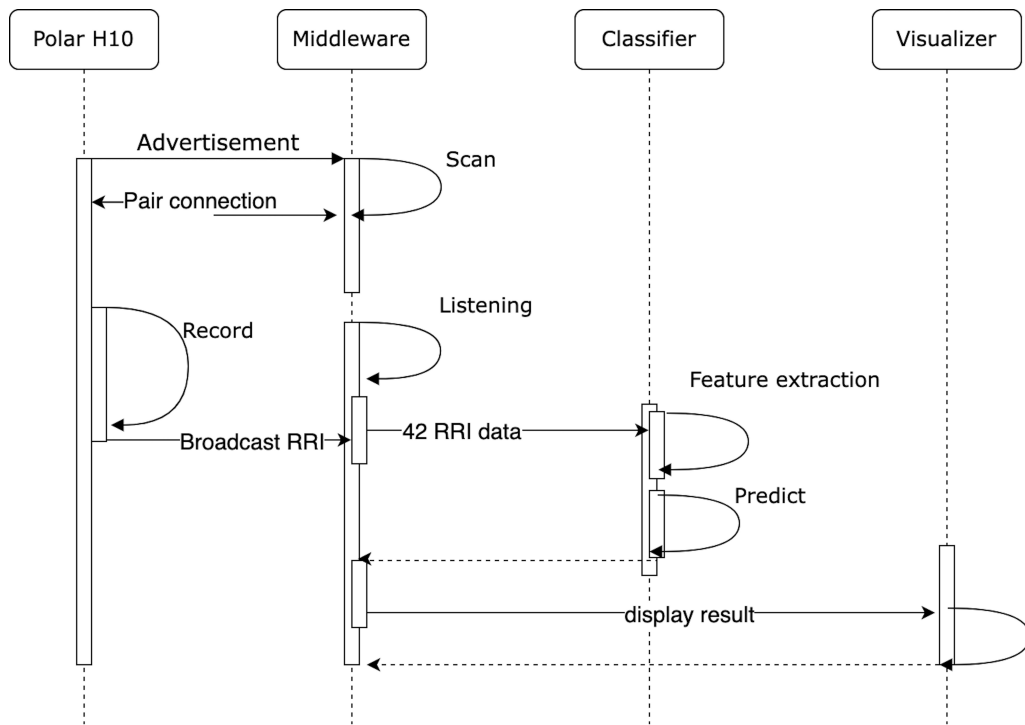 Polar H10
Middleware
Classifier
Visualizer
Advertisement
Scan
Pair connection
Listening
Record
Feature extraction
Broadcast RRI
42 RRI data
Predict
display result